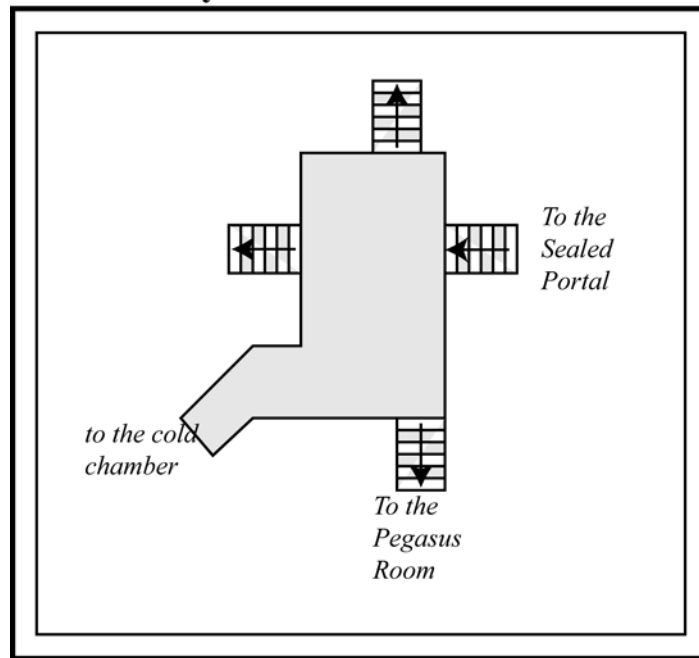 To the
Sealed
Portal
to the cold
chamber
To the
Pegasus
Room